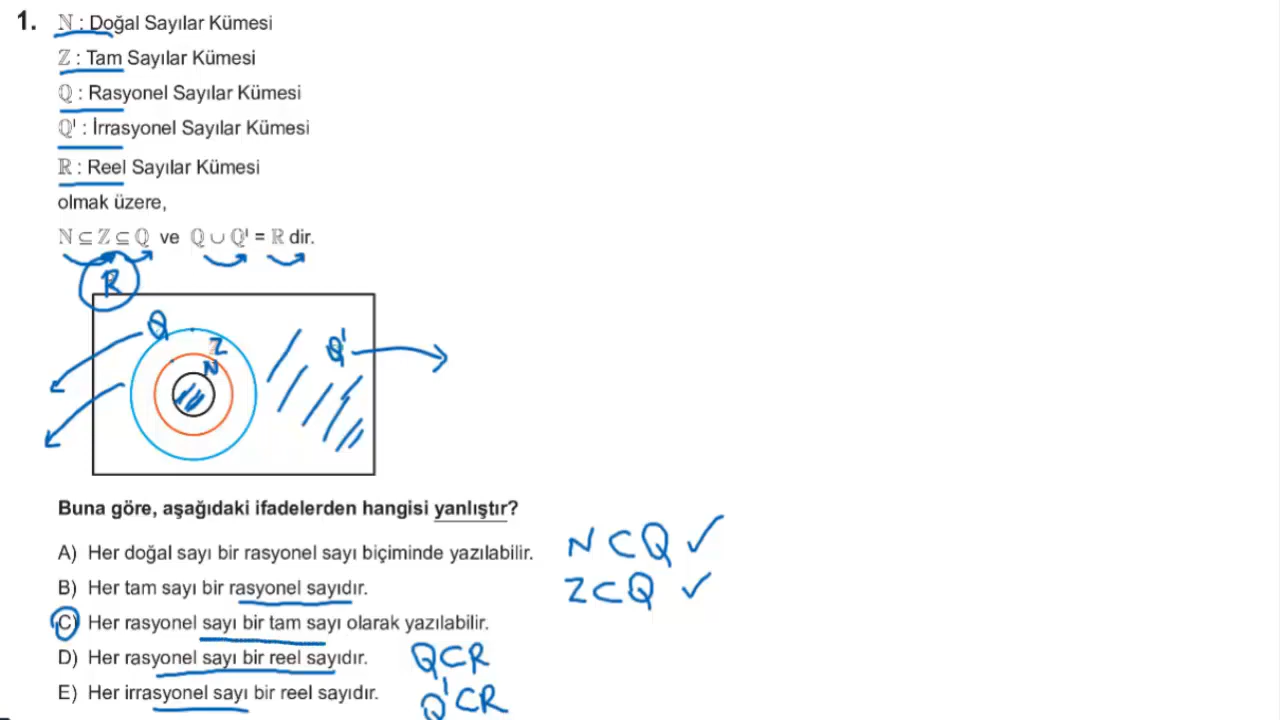 1. ℕ : Doğal Sayılar Kümesi
ℤ : Tam Sayılar Kümesi
ℚ : Rasyonel Sayılar Kümesi
ℚ' : İrrasyonel Sayılar Kümesi
ℝ : Reel Sayılar Kümesi
olmak üzere,
ℕ ⊆ ℤ ⊆ ℚ ve ℚ ∪ ℚ' = ℝ dir.
R
Q
Z
Q'
N
Buna göre, aşağıdaki ifadelerden hangisi yanlıştır?
A) Her doğal sayı bir rasyonel sayı biçiminde yazılabilir. N⊂Q ✓
B) Her tam sayı bir rasyonel sayıdır. Z⊂Q ✓
C) Her rasyonel sayı bir tam sayı olarak yazılabilir.
D) Her rasyonel sayı bir reel sayıdır. Q⊂R
E) Her irrasyonel sayı bir reel sayıdır. Q'⊂R